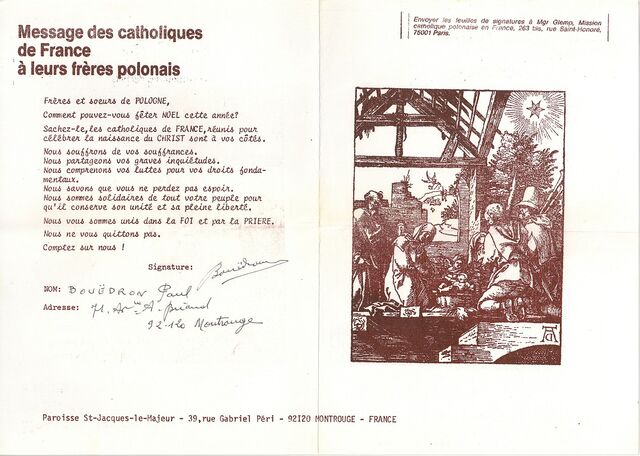 Message des catholiques
de France
à leurs frères polonais
Envoyer les feuilles de signatures à Mgr Glemp, Mission
catholique polonaise en France, 263 bis, rue Saint-Honoré,
75001 Paris.
Frères et soeurs de POLOGNE,
Comment pouvez-vous fêter NOEL cette année?
Sachez-le,les catholiques de FRANCE,réunis pour
célèbrer la naissance du CHRIST sont à vos côtés.
Nous souffrons de vos souffrances.
Nous partageons vos graves inquiétudes.
Nous comprenons vos luttes pour vos droits fonda-
mentaux.
Nous savons que vous ne perdez pas espoir.
Nous sommes solidaires de tout votre peuple pour
qu'il conserve son unité et sa pleine liberté.
Nous vous sommes unis dans la FOI et par la PRIERE.
Nous ne vous quittons pas.
Comptez sur nous !
Signature: Bouëdron
NOM: BOUËDRON Paul
Adresse: 71. Av. A. Briand
92120 Montrouge
AD
Paroisse St-Jacques-le-Majeur - 39,rue Gabriel Péri - 92120 MONTROUGE - FRANCE